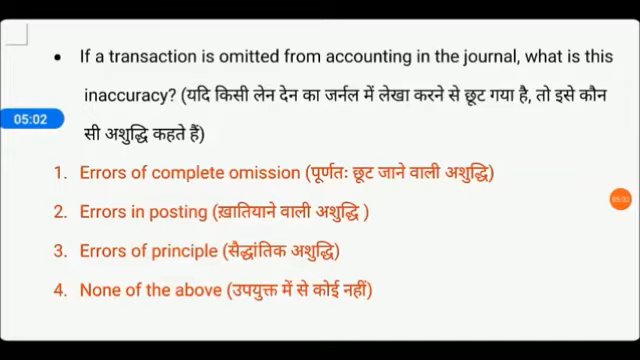 • If a transaction is omitted from accounting in the journal, what is this
inaccuracy? (यदि किसी लेन देन का जर्नल में लेखा करने से छूट गया है, तो इसे कौन
05:02
सी अशुद्धि कहते हैं)
1. Errors of complete omission (पूर्णतः छूट जाने वाली अशुद्धि)
2. Errors in posting (ख़ातियाने वाली अशुद्धि )
3. Errors of principle (सैद्धांतिक अशुद्धि)
4. None of the above (उपयुक्त में से कोई नहीं)